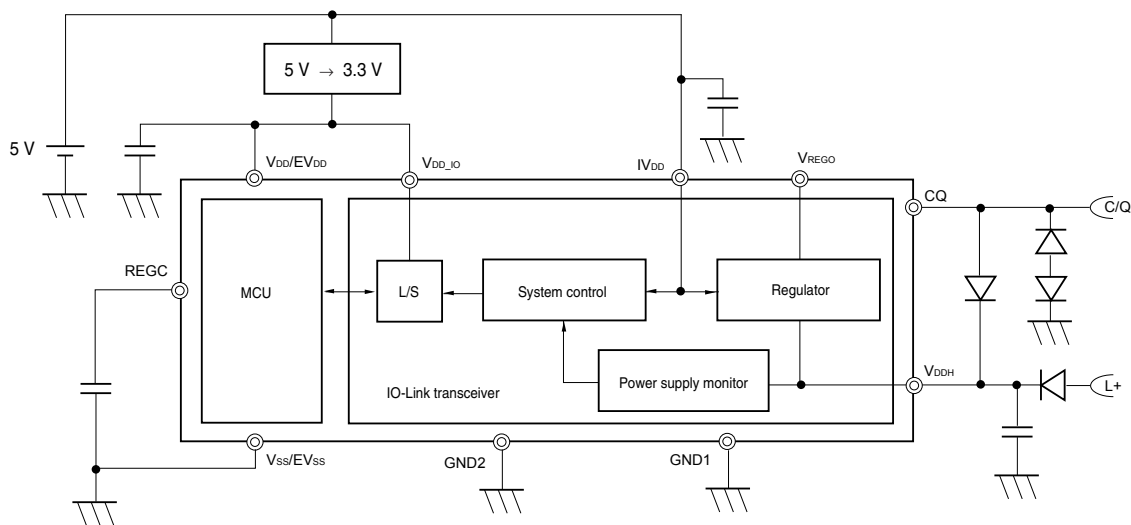 5 V → 3.3 V
5 V
VDD/EVDD
VDD_IO
IVDD
VREGO
CQ
C/Q
REGC
MCU
L/S
System control
Regulator
Power supply monitor
IO-Link transceiver
VDDH
L+
VSS/EVSS
GND2
GND1